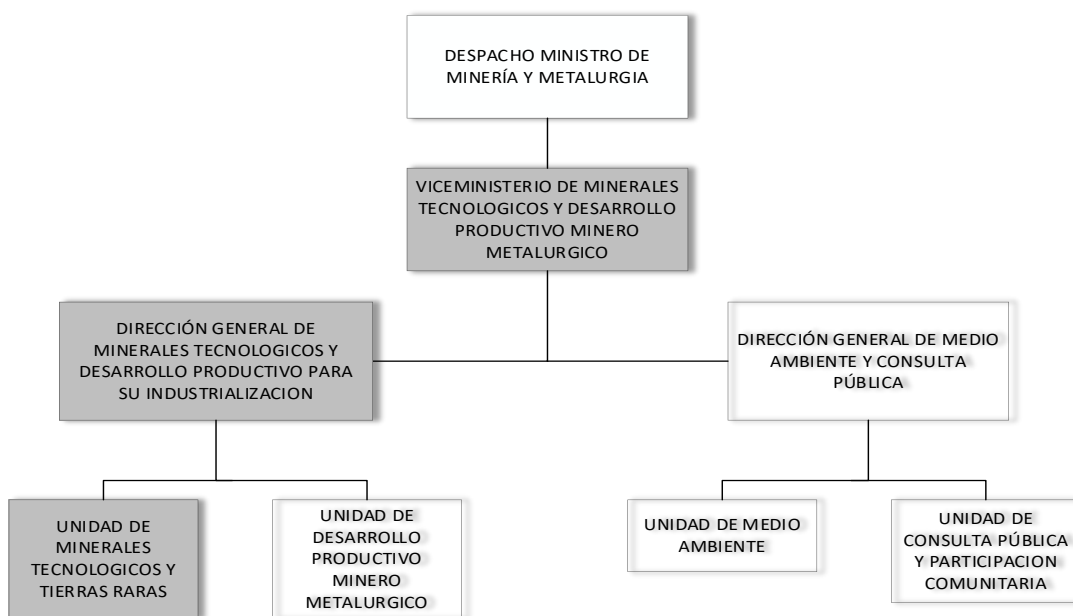 DESPACHO MINISTRO DE
MINERÍA Y METALURGIA
VICEMINISTERIO DE MINERALES
TECNOLOGICOS Y DESARROLLO
PRODUCTIVO MINERO
METALURGICO
DIRECCIÓN GENERAL DE
MINERALES TECNOLOGICOS Y
DESARROLLO PRODUCTIVO PARA
SU INDUSTRIALIZACION
DIRECCIÓN GENERAL DE MEDIO
AMBIENTE Y CONSULTA
PÚBLICA
UNIDAD DE
MINERALES
TECNOLOGICOS Y
TIERRAS RARAS
UNIDAD DE
DESARROLLO
PRODUCTIVO
MINERO
METALURGICO
UNIDAD DE MEDIO
AMBIENTE
UNIDAD DE
CONSULTA PÚBLICA
Y PARTICIPACION
COMUNITARIA